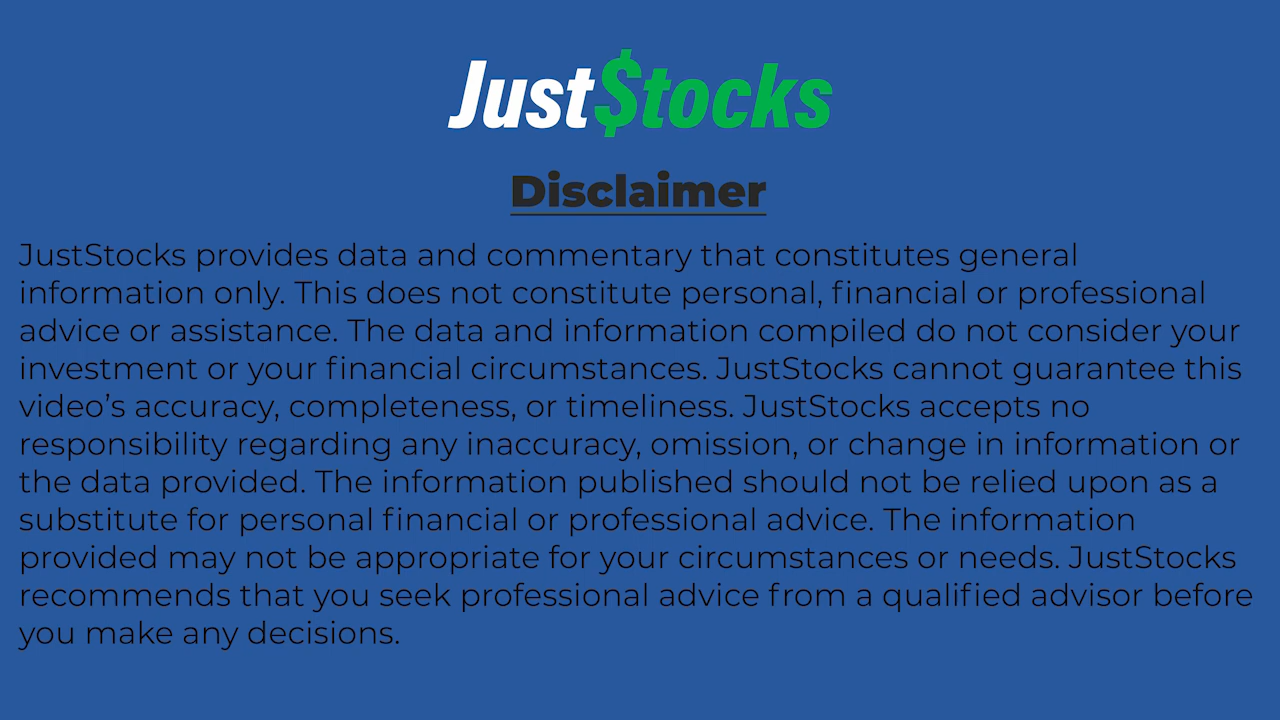 Just$tocks
Disclaimer
JustStocks provides data and commentary that constitutes general
information only. This does not constitute personal, financial or professional
advice or assistance. The data and information compiled do not consider your
investment or your financial circumstances. JustStocks cannot guarantee this
video’s accuracy, completeness, or timeliness. JustStocks accepts no
responsibility regarding any inaccuracy, omission, or change in information or
the data provided. The information published should not be relied upon as a
substitute for personal financial or professional advice. The information
provided may not be appropriate for your circumstances or needs. JustStocks
recommends that you seek professional advice from a qualified advisor before
you make any decisions.